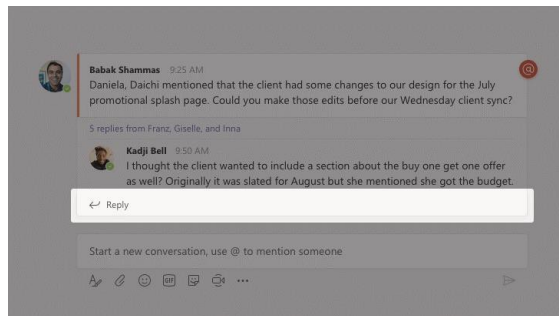 Babak Shammas 9:25 AM
Daniela, Daichi mentioned that the client had some changes to our design for the July
promotional splash page. Could you make those edits before our Wednesday client sync?
5 replies from Franz, Giselle, and Inna
Kadji Bell 9:50 AM
I thought the client wanted to include a section about the buy one get one offer
as well? Originally it was slated for August but she mentioned she got the budget.
Reply
Start a new conversation, use @ to mention someone
GIF